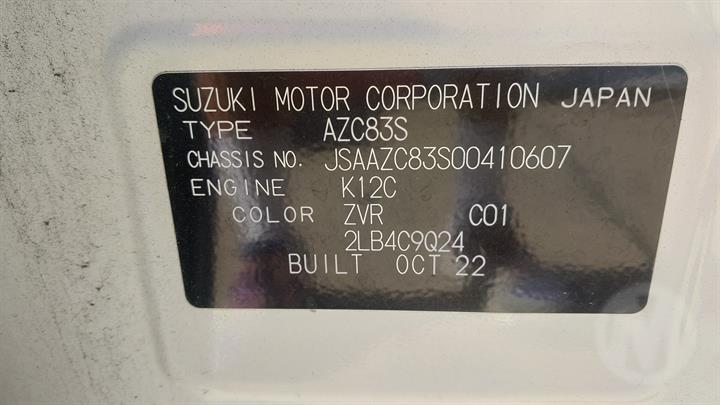 SUZUKI MOTOR CORPORATION JAPAN
TYPE AZC83S
CHASSIS NO. JSAAZC83S00410607
ENGINE K12C
COLOR ZVR C01
2LB4C9Q24
BUILT OCT 22
M